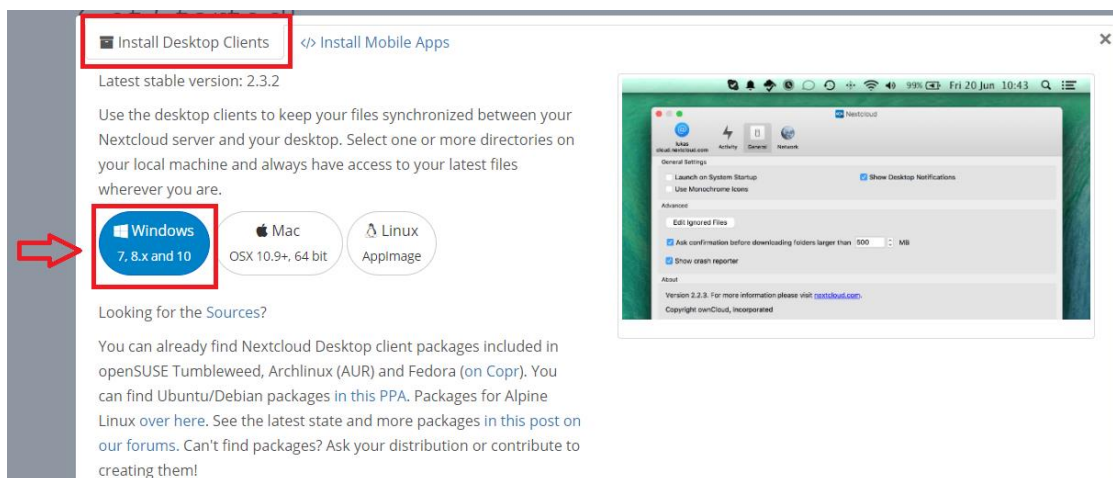 Install Desktop Clients
</> Install Mobile Apps
×
Latest stable version: 2.3.2
Use the desktop clients to keep your files synchronized between your
Nextcloud server and your desktop. Select one or more directories on
your local machine and always have access to your latest files
wherever you are.
Windows
7, 8.x and 10
Mac
OSX 10.9+, 64 bit
Linux
AppImage
Looking for the Sources?
You can already find Nextcloud Desktop client packages included in
openSUSE Tumbleweed, Archlinux (AUR) and Fedora (on Copr). You
can find Ubuntu/Debian packages in this PPA. Packages for Alpine
Linux over here. See the latest state and more packages in this post on
our forums. Can't find packages? Ask your distribution or contribute to
creating them!
99% Fri 20 Jun 10:43
Nextcloud
lukas
cloud.nextcloud.com
Activity
General
Network
General Settings
Launch on System Startup
Show Desktop Notifications
Use Monochrome Icons
Advanced
Edit Ignored Files
Ask confirmation before downloading folders larger than 500 MB
Show crash reporter
About
Version 2.2.3. For more information please visit nextcloud.com.
Copyright ownCloud, Incorporated